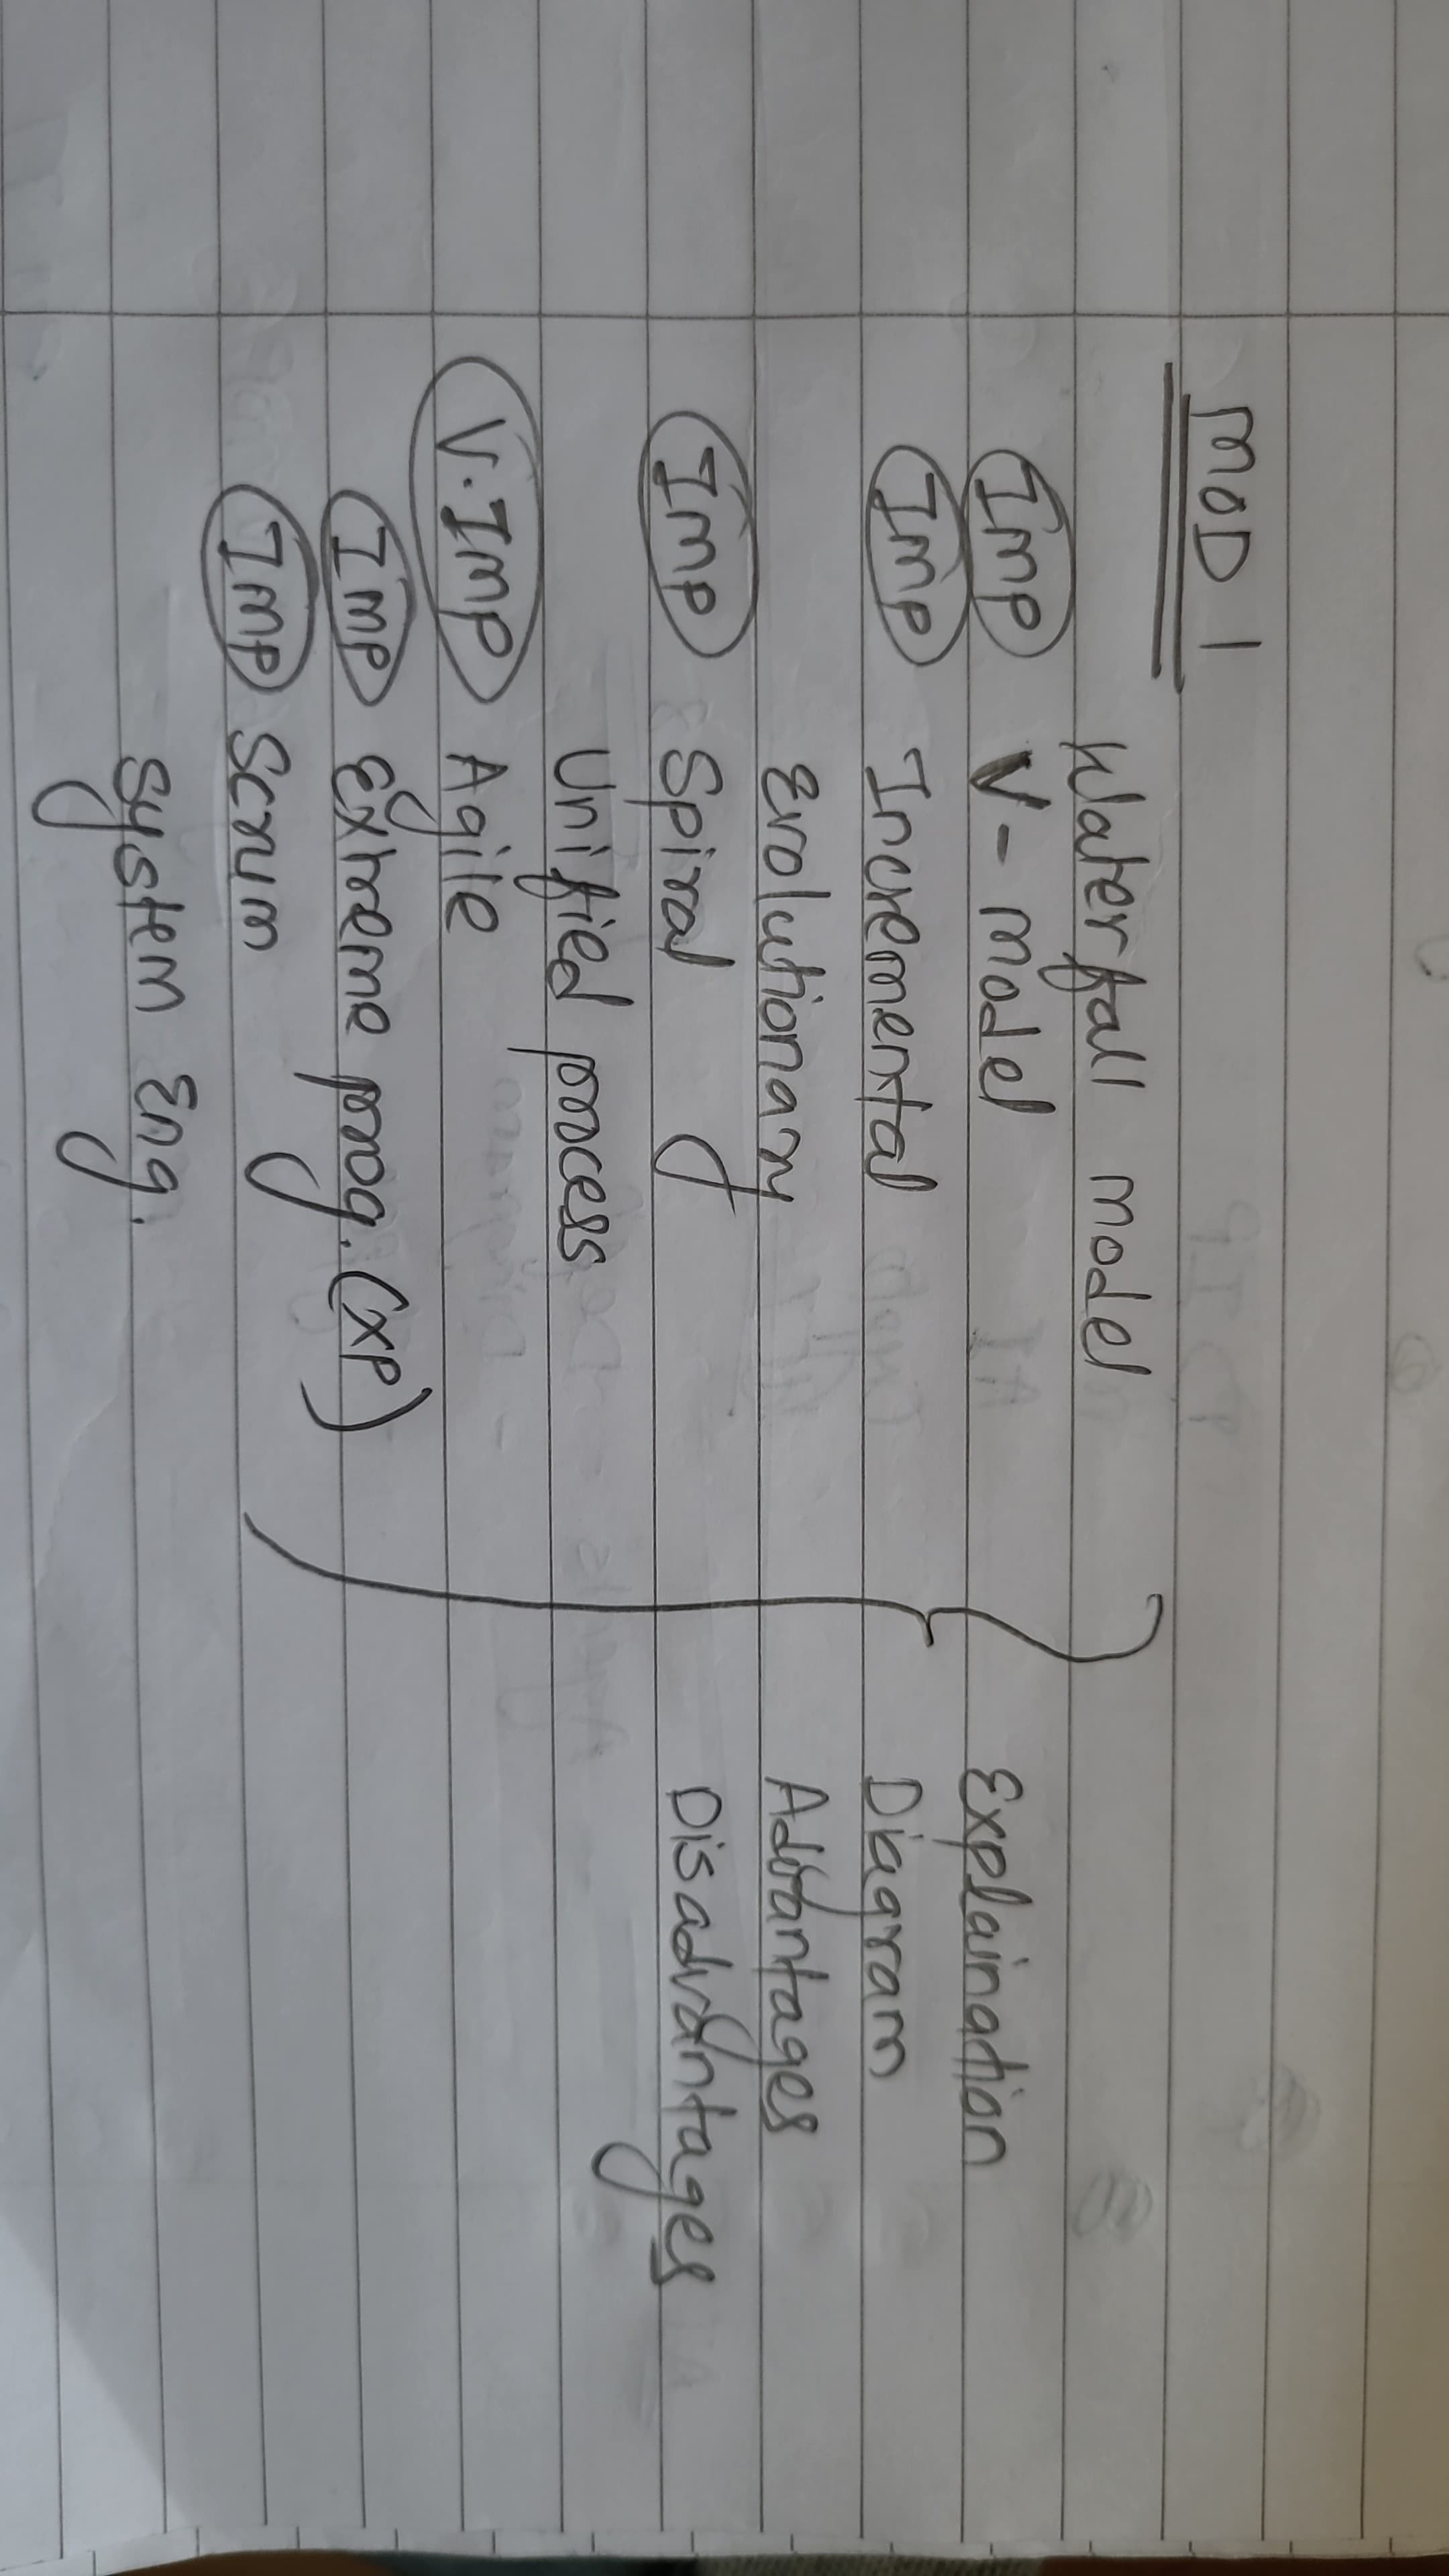 MOD 1
Waterfall model
Imp V - model
Imp Incremental
Evolutionary
Imp Spiral
Unified process
V. Imp Agile
Imp Extreme prog. (XP)
Imp Scrum
System Eng.
Explaination
Diagram
Advantages
Disadvantages